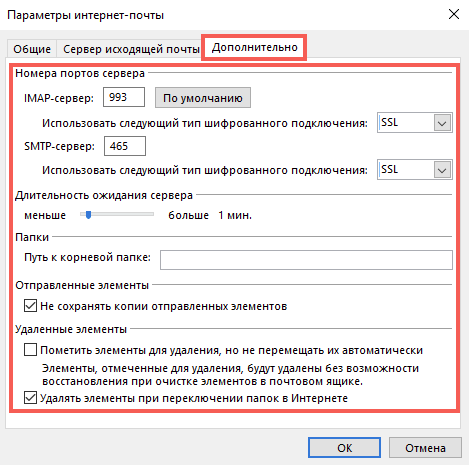 Параметры интернет-почты
Общие Сервер исходящей почты Дополнительно
Номера портов сервера
IMAP-сервер: 993 По умолчанию
Использовать следующий тип шифрованного подключения: SSL
SMTP-сервер: 465
Использовать следующий тип шифрованного подключения: SSL
Длительность ожидания сервера
меньше больше 1 мин.
Папки
Путь к корневой папке:
Отправленные элементы
Не сохранять копии отправленных элементов
Удаленные элементы
Пометить элементы для удаления, но не перемещать их автоматически
Элементы, отмеченные для удаления, будут удалены без возможности
восстановления при очистке элементов в почтовом ящике.
Удалять элементы при переключении папок в Интернете
ОК Отмена